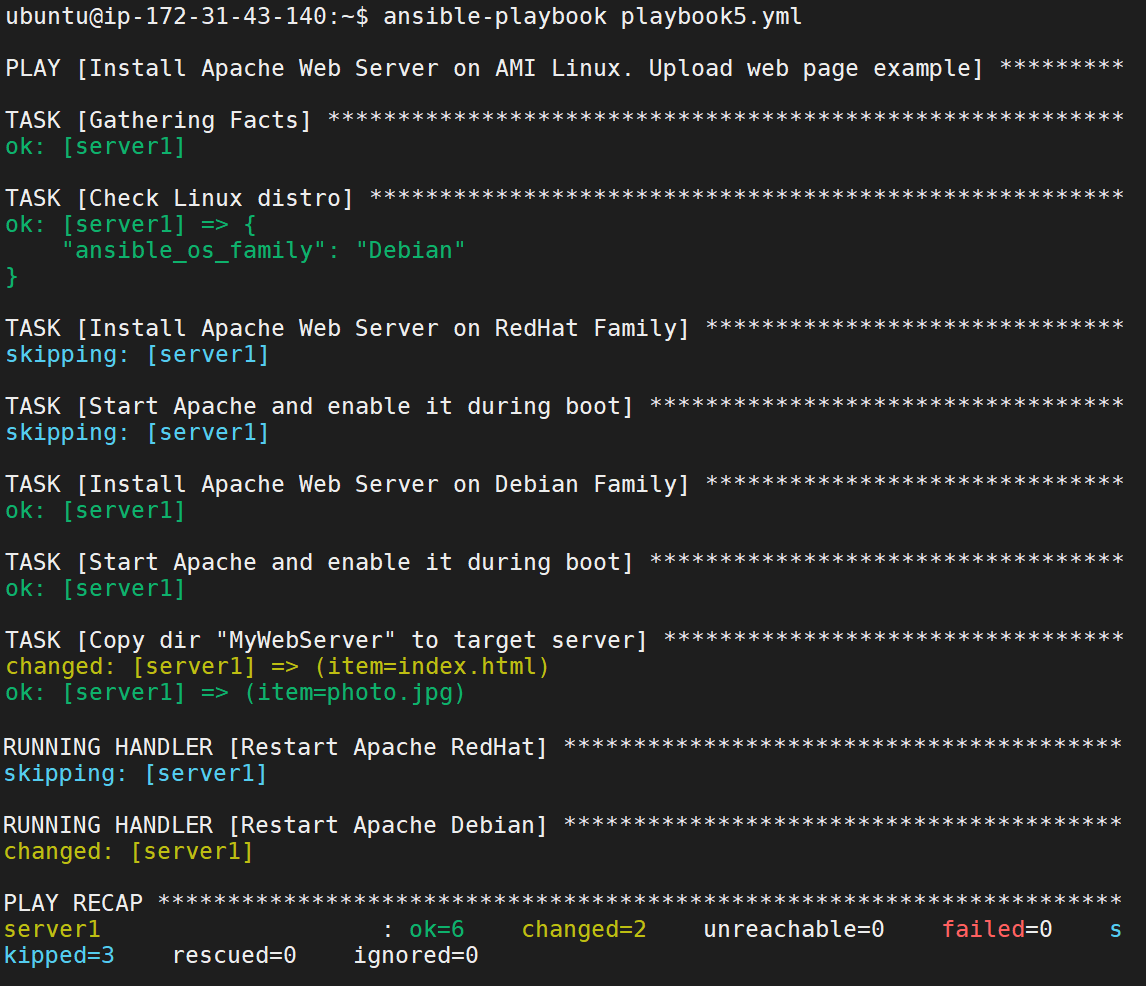 ubuntu@ip-172-31-43-140:~$ ansible-playbook playbook5.yml
PLAY [Install Apache Web Server on AMI Linux. Upload web page example] *********
TASK [Gathering Facts] *********************************************************
ok: [server1]
TASK [Check Linux distro] ******************************************************
ok: [server1] => {
    "ansible_os_family": "Debian"
}
TASK [Install Apache Web Server on RedHat Family] ******************************
skipping: [server1]
TASK [Start Apache and enable it during boot] **********************************
skipping: [server1]
TASK [Install Apache Web Server on Debian Family] ******************************
ok: [server1]
TASK [Start Apache and enable it during boot] **********************************
ok: [server1]
TASK [Copy dir "MyWebServer" to target server] *********************************
changed: [server1] => (item=index.html)
ok: [server1] => (item=photo.jpg)
RUNNING HANDLER [Restart Apache RedHat] ****************************************
skipping: [server1]
RUNNING HANDLER [Restart Apache Debian] ****************************************
changed: [server1]
PLAY RECAP *********************************************************************
server1                    : ok=6    changed=2    unreachable=0    failed=0    s
kipped=3    rescued=0    ignored=0